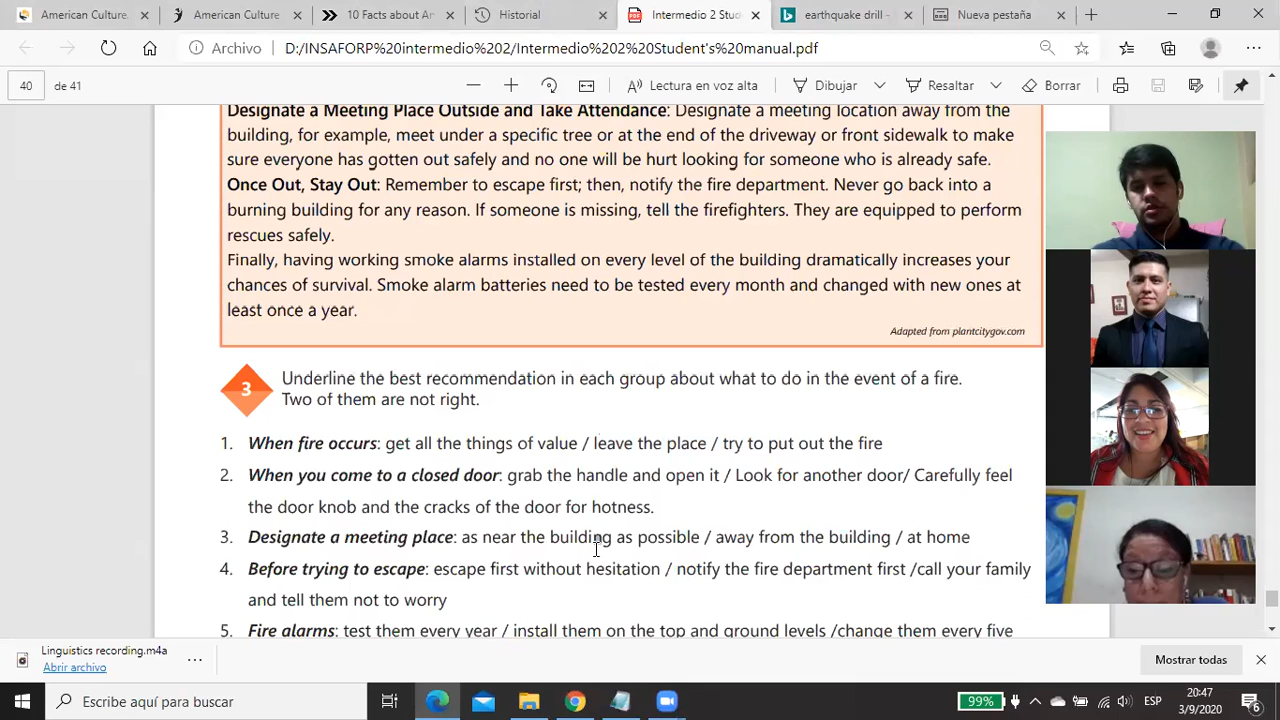 American Culture
American Culture
10 Facts about Am
Historial
Intermedio 2 Stud
earthquake drill -
Nueva pestaña
Archivo D:/INSAFORP%20intermedio%202/Intermedio%202%20Student's%20manual.pdf
40 de 41
Lectura en voz alta
Dibujar
Resaltar
Borrar
Designate a Meeting Place Outside and Take Attendance: Designate a meeting location away from the
building, for example, meet under a specific tree or at the end of the driveway or front sidewalk to make
sure everyone has gotten out safely and no one will be hurt looking for someone who is already safe.
Once Out, Stay Out: Remember to escape first; then, notify the fire department. Never go back into a
burning building for any reason. If someone is missing, tell the firefighters. They are equipped to perform
rescues safely.
Finally, having working smoke alarms installed on every level of the building dramatically increases your
chances of survival. Smoke alarm batteries need to be tested every month and changed with new ones at
least once a year.
Adapted from plantcitygov.com
3 Underline the best recommendation in each group about what to do in the event of a fire.
Two of them are not right.
1. When fire occurs: get all the things of value / leave the place / try to put out the fire
2. When you come to a closed door: grab the handle and open it / Look for another door/ Carefully feel
the door knob and the cracks of the door for hotness.
3. Designate a meeting place: as near the building as possible / away from the building / at home
4. Before trying to escape: escape first without hesitation / notify the fire department first /call your family
and tell them not to worry
5. Fire alarms: test them every year / install them on the top and ground levels /change them every five
Linguistics recording.m4a
Abrir archivo
Mostrar todas
Escribe aquí para buscar
99%
ESP
20:47
3/9/2020
6